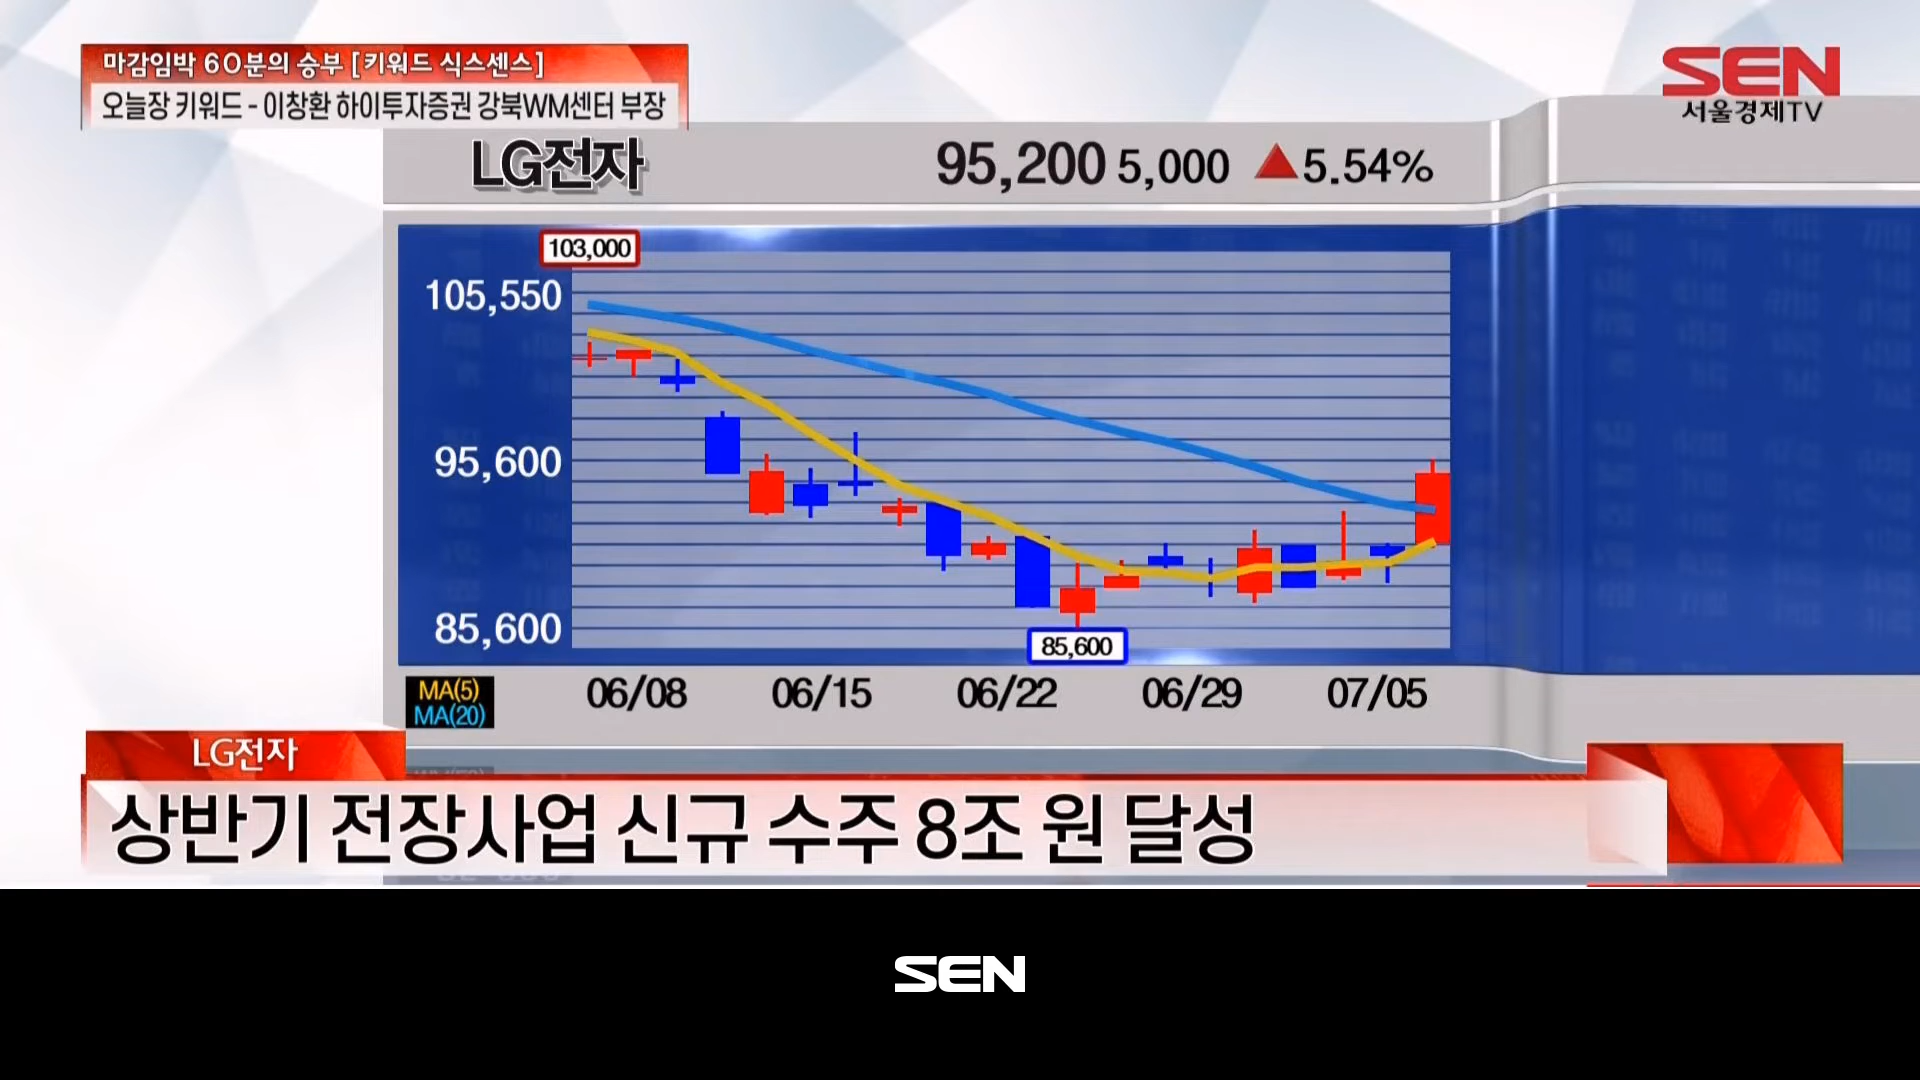 마감임박 60분의 승부 [키워드 식스센스]
오늘장 키워드 - 이창환 하이투자증권 강북WM센터 부장
SEN
서울경제TV
LG전자 95,200 5,000 ▲5.54%
103,000
105,550
95,600
85,600
85,600
MA(5)
MA(20)
06/08 06/15 06/22 06/29 07/05
LG전자
상반기 전장사업 신규 수주 8조 원 달성
SEN